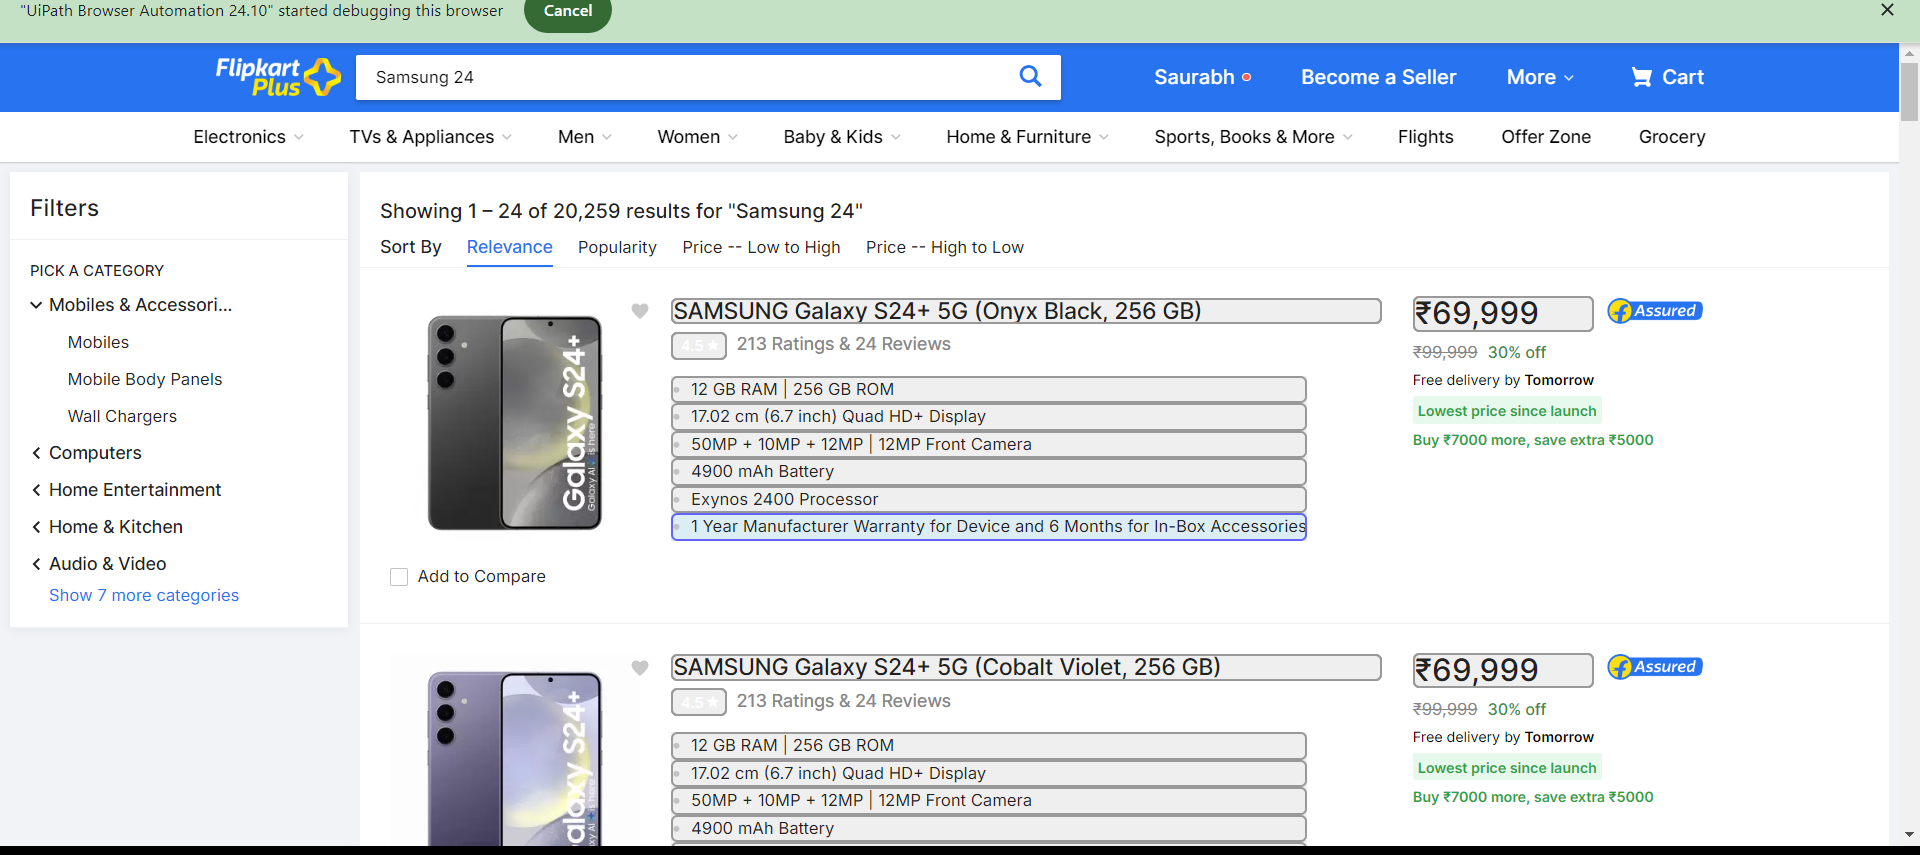 "UiPath Browser Automation 24.10" started debugging this browser
Cancel
Flipkart
Plus
Samsung 24
Saurabh
Become a Seller
More
Cart
Electronics
TVs & Appliances
Men
Women
Baby & Kids
Home & Furniture
Sports, Books & More
Flights
Offer Zone
Grocery
Filters
PICK A CATEGORY
Mobiles & Accessori...
Mobiles
Mobile Body Panels
Wall Chargers
Computers
Home Entertainment
Home & Kitchen
Audio & Video
Show 7 more categories
Showing 1 – 24 of 20,259 results for "Samsung 24"
Sort By
Relevance
Popularity
Price -- Low to High
Price -- High to Low
Galaxy S24+
Galaxy AI is here
Add to Compare
SAMSUNG Galaxy S24+ 5G (Onyx Black, 256 GB)
4.5★
213 Ratings & 24 Reviews
12 GB RAM | 256 GB ROM
17.02 cm (6.7 inch) Quad HD+ Display
50MP + 10MP + 12MP | 12MP Front Camera
4900 mAh Battery
Exynos 2400 Processor
1 Year Manufacturer Warranty for Device and 6 Months for In-Box Accessories
₹69,999
Assured
₹99,999 30% off
Free delivery by Tomorrow
Lowest price since launch
Buy ₹7000 more, save extra ₹5000
alaxy S24+
SAMSUNG Galaxy S24+ 5G (Cobalt Violet, 256 GB)
4.5★
213 Ratings & 24 Reviews
12 GB RAM | 256 GB ROM
17.02 cm (6.7 inch) Quad HD+ Display
50MP + 10MP + 12MP | 12MP Front Camera
4900 mAh Battery
₹69,999
Assured
₹99,999 30% off
Free delivery by Tomorrow
Lowest price since launch
Buy ₹7000 more, save extra ₹5000